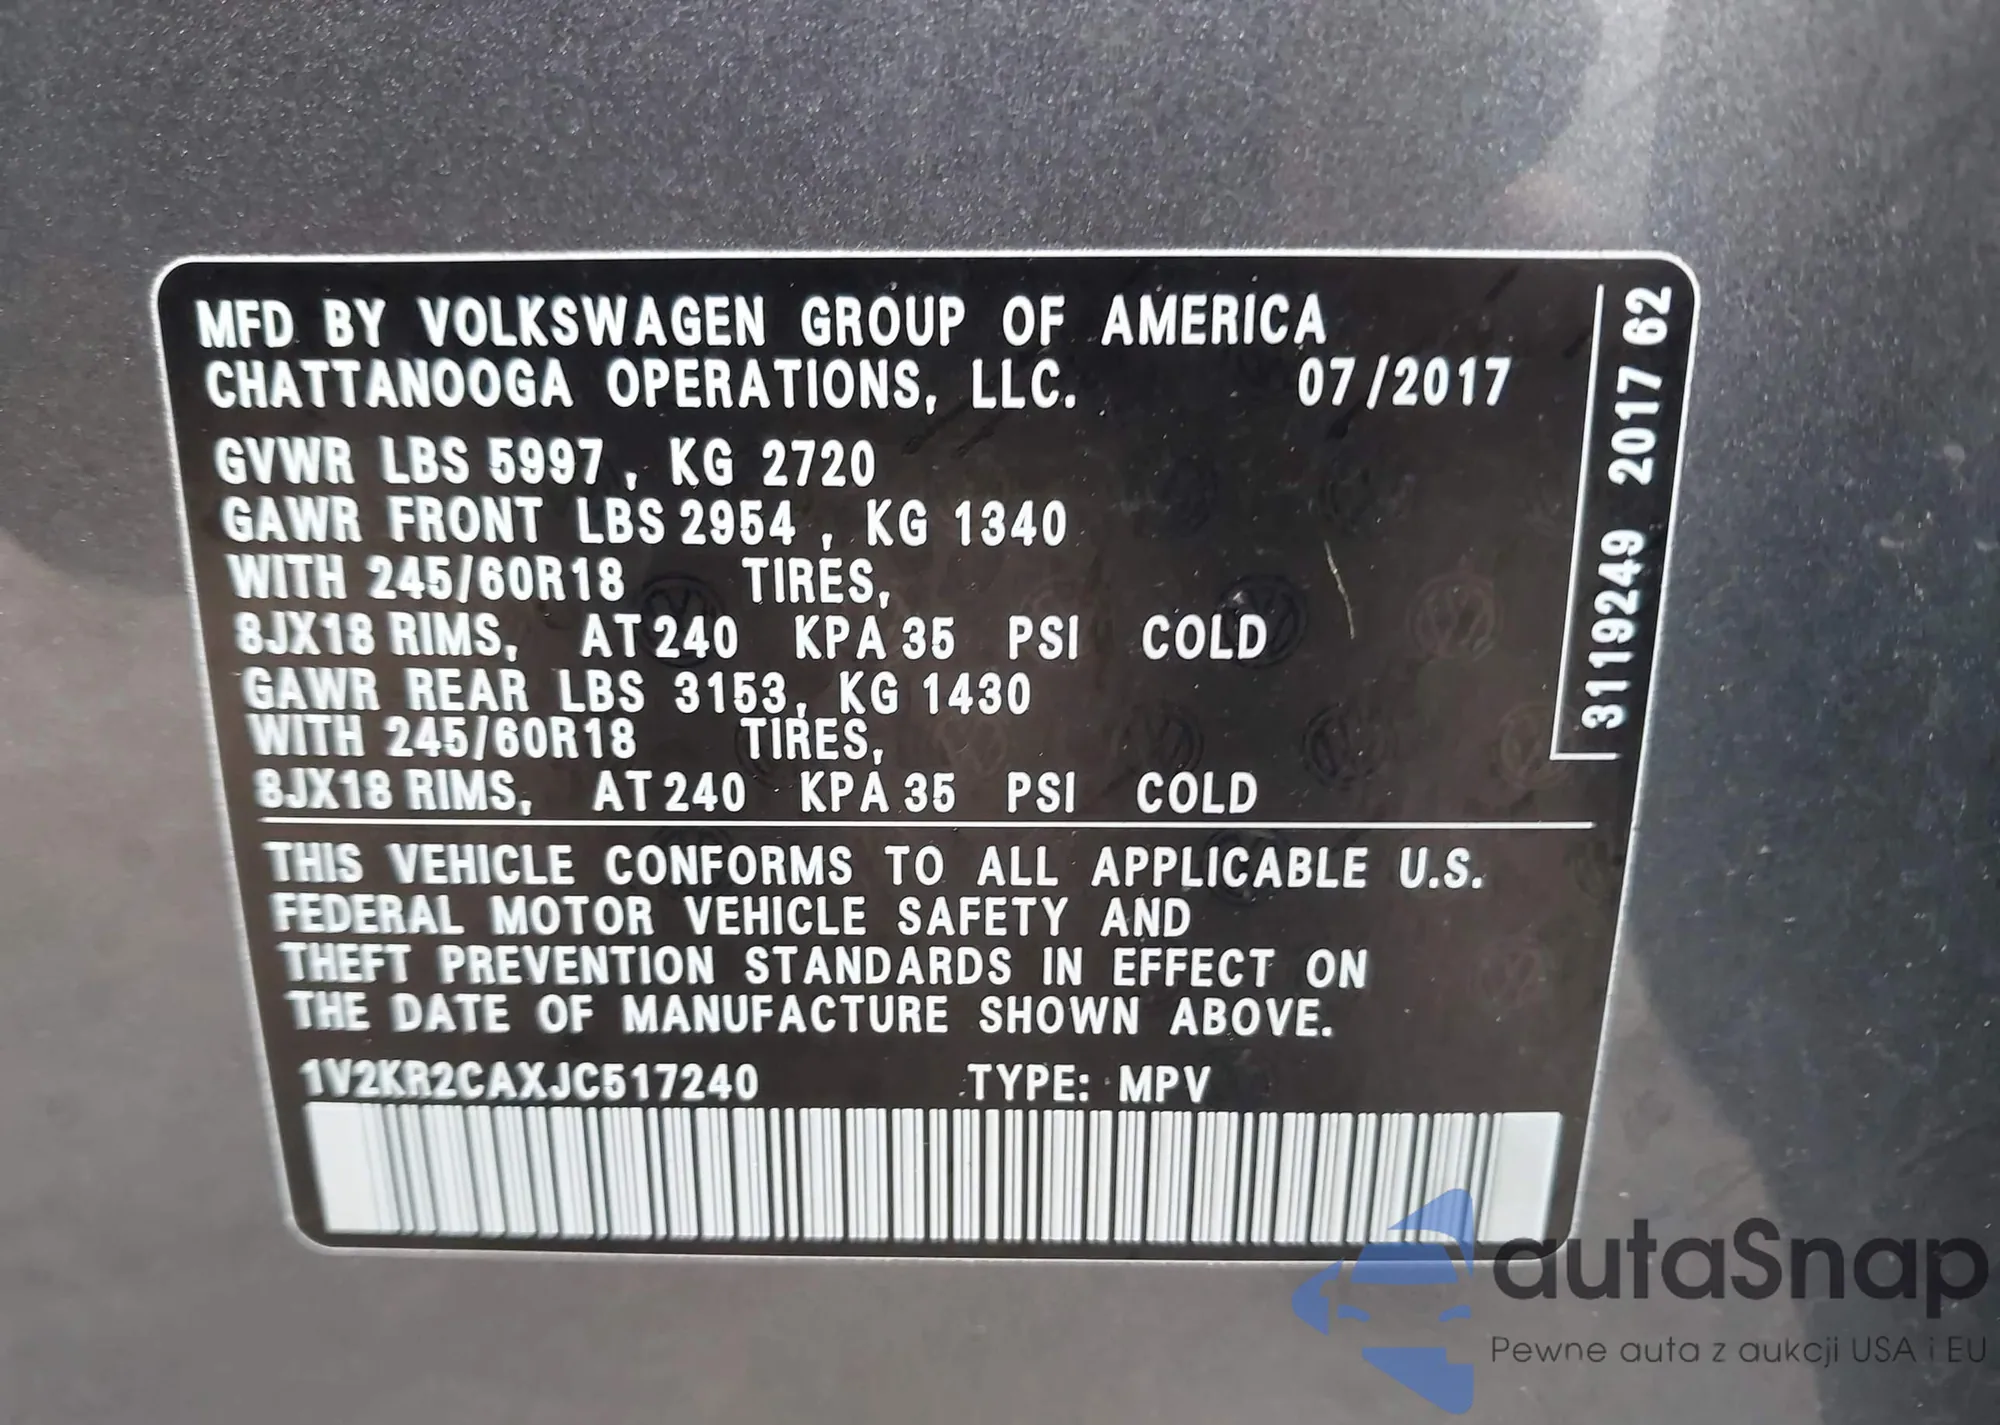 MFD BY VOLKSWAGEN GROUP OF AMERICA
CHATTANOOGA OPERATIONS, LLC. 07/2017
GVWR LBS 5997 , KG 2720
GAWR FRONT LBS 2954 , KG 1340
WITH 245/60R18 TIRES,
8JX18 RIMS, AT 240 KPA 35 PSI COLD
GAWR REAR LBS 3153, KG 1430
WITH 245/60R18 TIRES,
8JX18 RIMS, AT 240 KPA 35 PSI COLD
THIS VEHICLE CONFORMS TO ALL APPLICABLE U.S.
FEDERAL MOTOR VEHICLE SAFETY AND
THEFT PREVENTION STANDARDS IN EFFECT ON
THE DATE OF MANUFACTURE SHOWN ABOVE.
1V2KR2CAXJC517240 TYPE: MPV
3119249 2017 62
autaSnap
Pewne auta z aukcji USA i EU